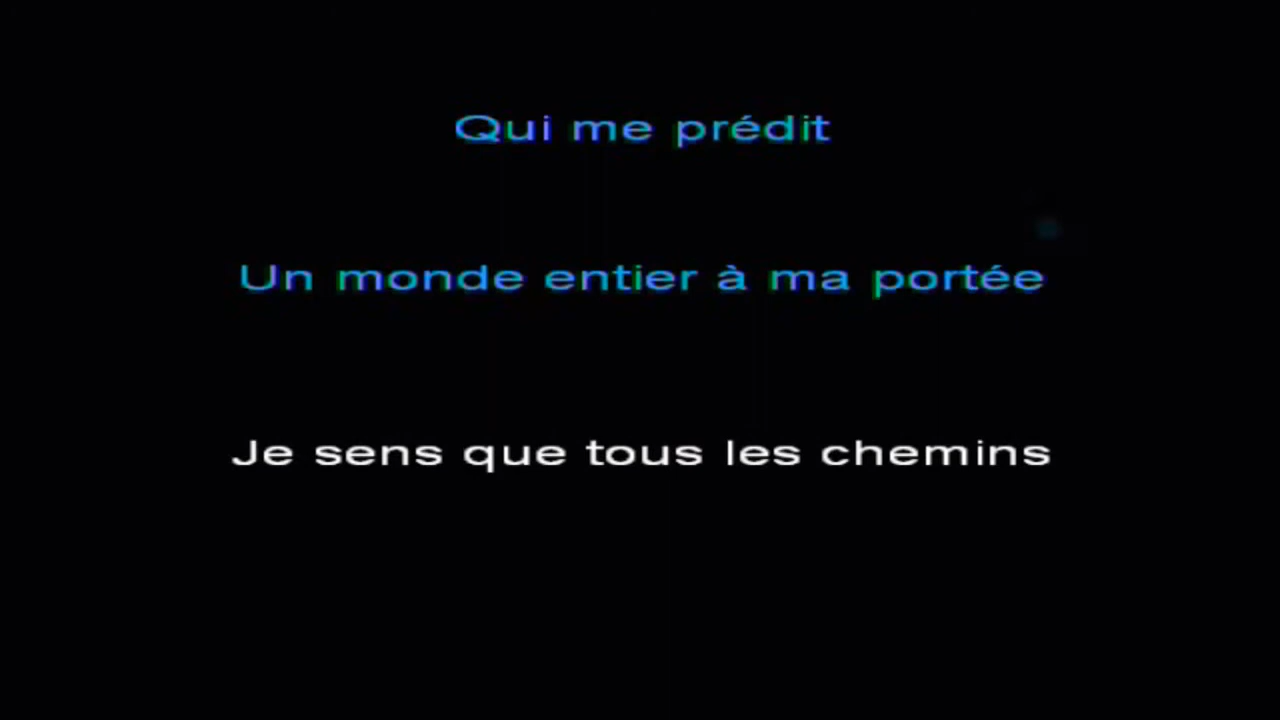 Qui me prédit
Un monde entier à ma portée
Je sens que tous les chemins